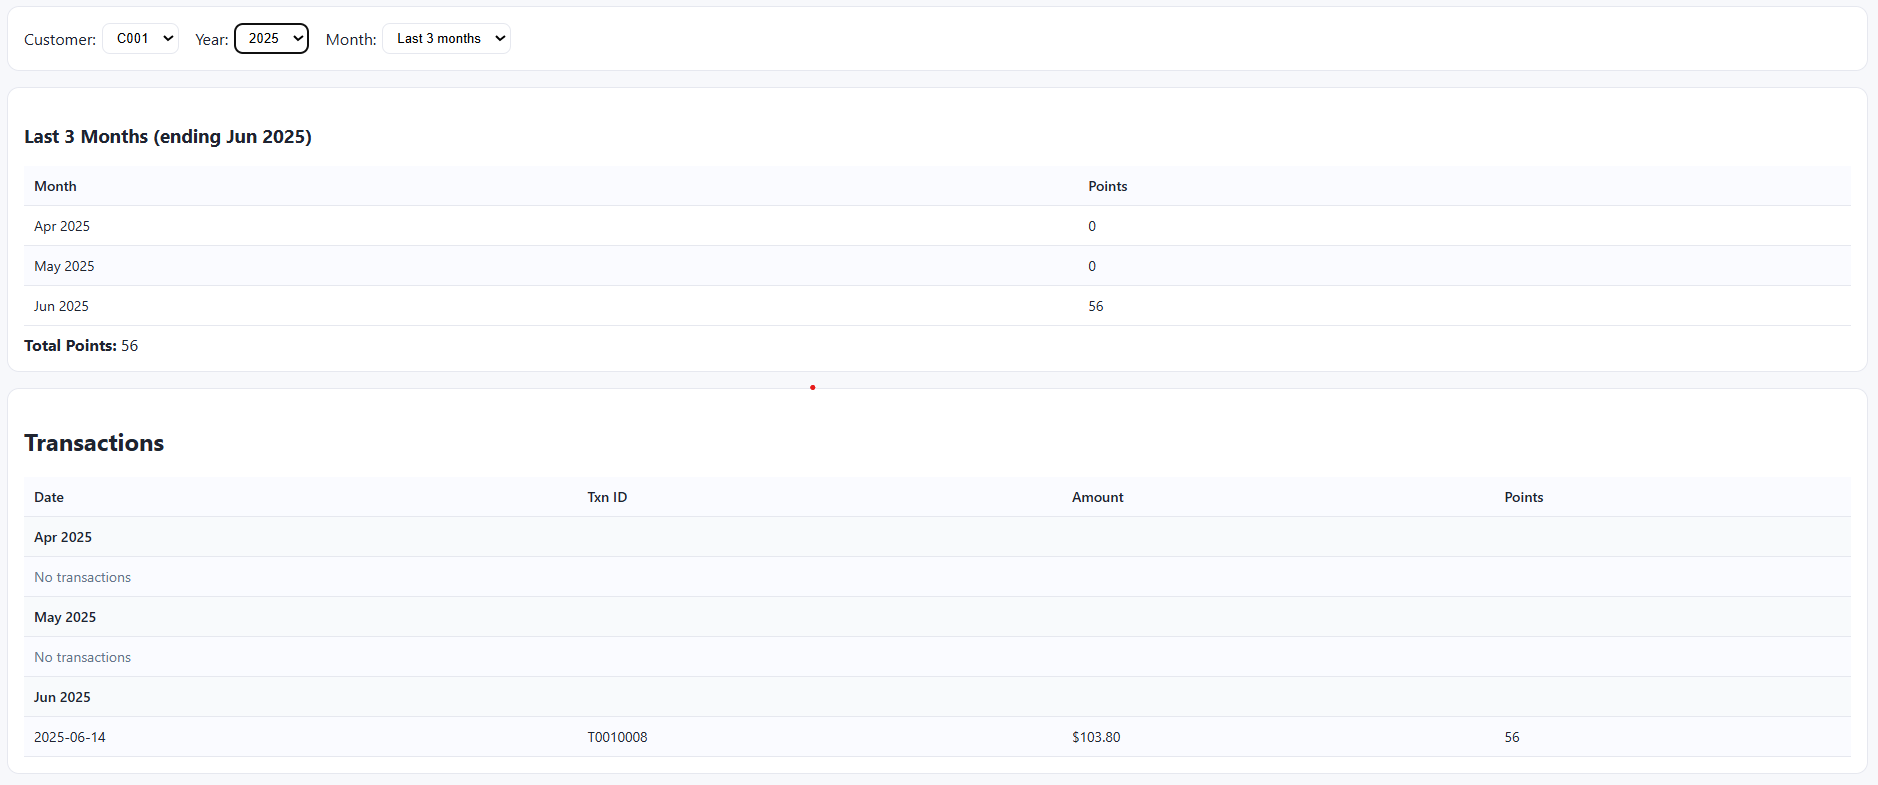 Customer: C001 Year: 2025 Month: Last 3 months
Last 3 Months (ending Jun 2025)
Month Points
Apr 2025 0
May 2025 0
Jun 2025 56
Total Points: 56
Transactions
Date Txn ID Amount Points
Apr 2025
No transactions
May 2025
No transactions
Jun 2025
2025-06-14 T0010008 $103.80 56